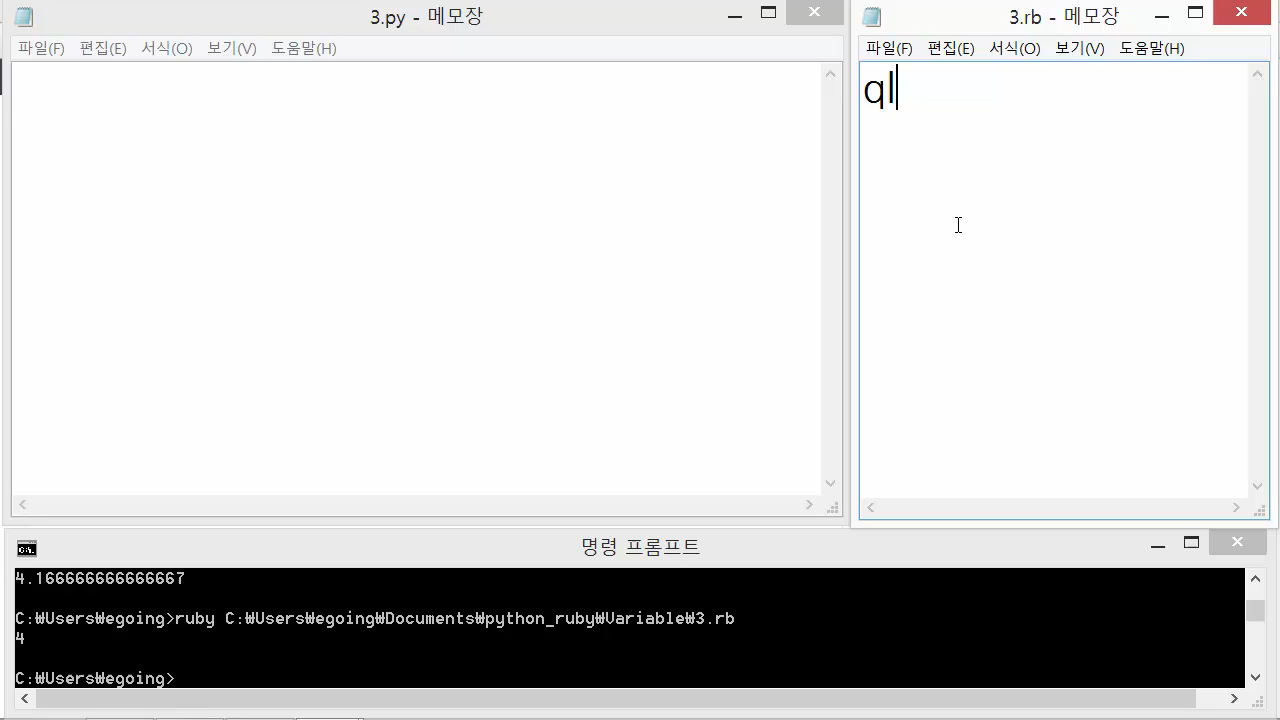 3.py - 메모장
파일(F) 편집(E) 서식(O) 보기(V) 도움말(H)
3.rb - 메모장
파일(F) 편집(E) 서식(O) 보기(V) 도움말(H)
ql
명령 프롬프트
4.166666666666667
C:₩Users₩egoing>ruby C:₩Users₩egoing₩Documents₩python_ruby₩Variable₩3.rb
4
C:₩Users₩egoing>